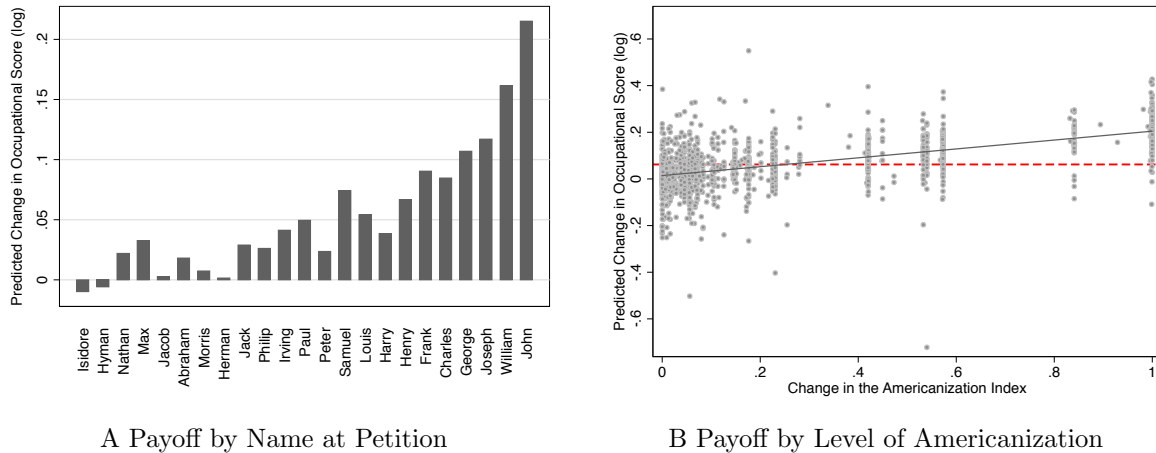 Predicted Change in Occupational Score (log)
.2
.15
.1
.05
0
Isidore
Hyman
Nathan
Max
Jacob
Abraham
Morris
Herman
Jack
Philip
Irving
Paul
Peter
Samuel
Louis
Harry
Henry
Frank
Charles
George
Joseph
William
John
A Payoff by Name at Petition
Predicted Change in Occupational Score (log)
.6
.4
.2
0
-.2
-.4
-.6
0
.2
.4
.6
.8
1
Change in the Americanization Index
B Payoff by Level of Americanization